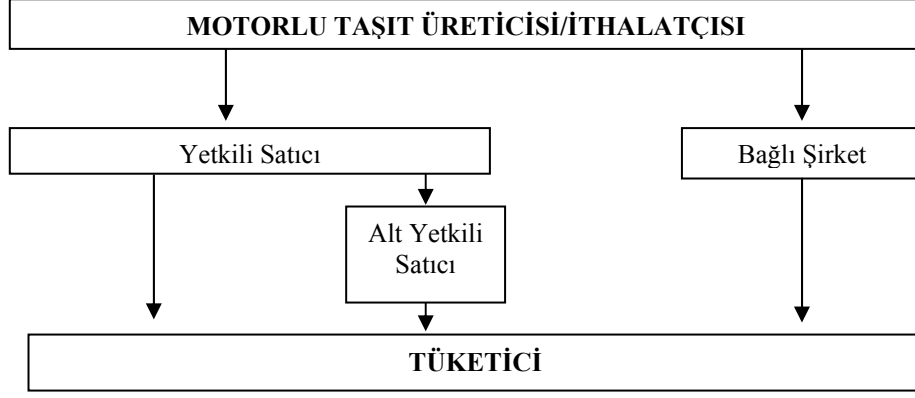 MOTORLU TAŞIT ÜRETİCİSİ/İTHALATÇISI
Yetkili Satıcı
Bağlı Şirket
Alt Yetkili
Satıcı
TÜKETİCİ